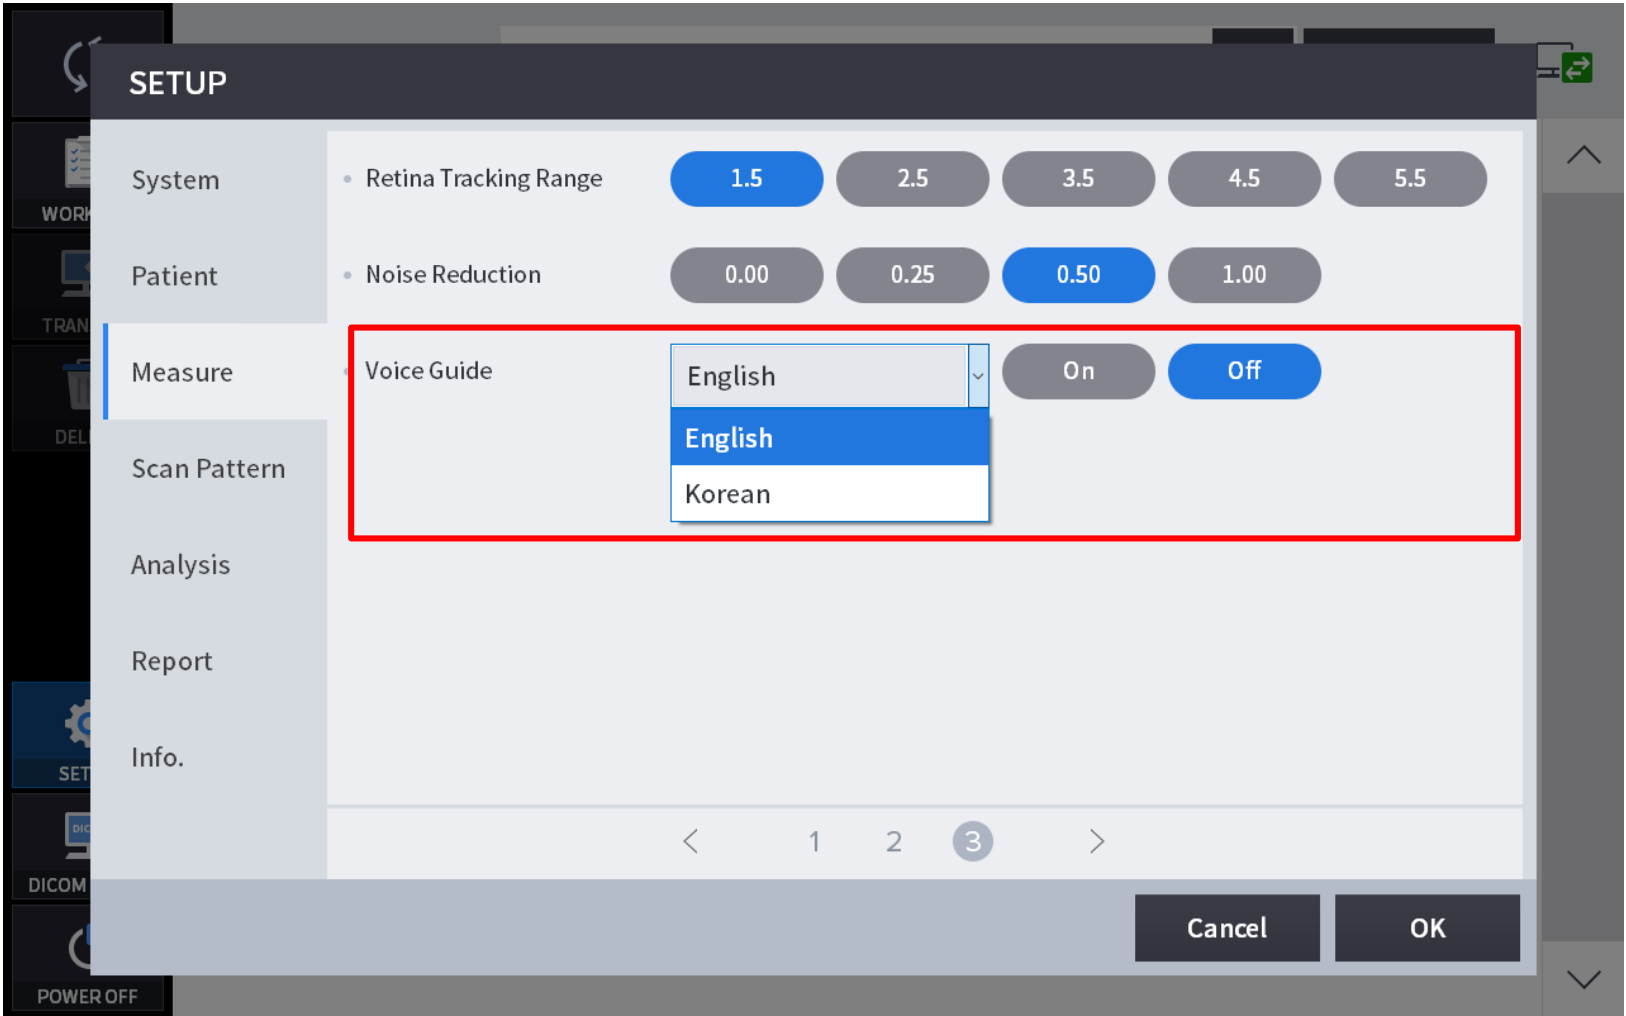 SETUP
System
Patient
Measure
Scan Pattern
Analysis
Report
Info.
Retina Tracking Range 1.5 2.5 3.5 4.5 5.5
Noise Reduction 0.00 0.25 0.50 1.00
Voice Guide English On Off
English
Korean
< 1 2 3 >
Cancel OK
WORK
TRAN
DEL
SET
DIC
DICOM
POWER OFF